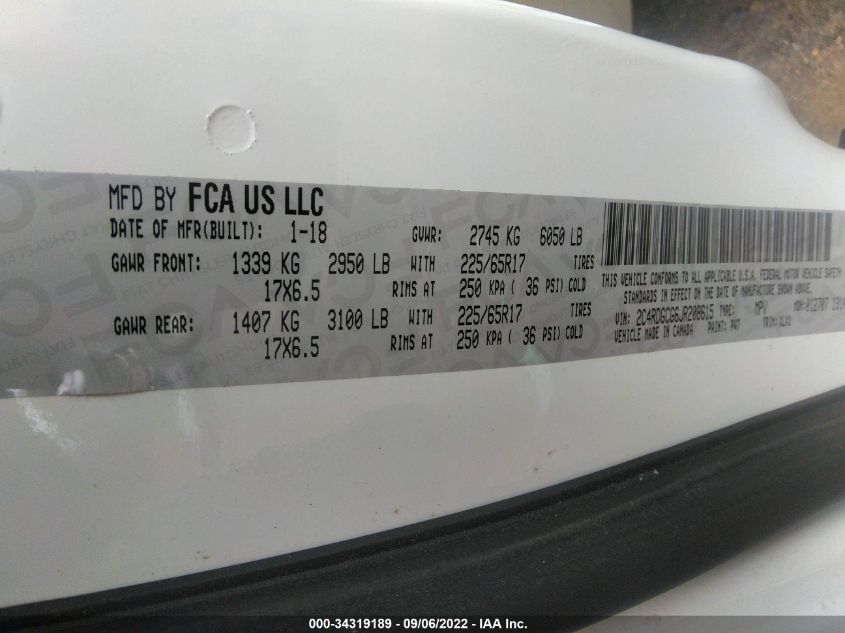 MFD BY FCA US LLC
DATE OF MFR(BUILT): 1-18 GVWR: 2745 KG 6050 LB
GAWR FRONT: 1339 KG 2950 LB WITH 225/65R17 TIRES
17X6.5 RIMS AT 250 KPA ( 36 PSI) COLD
GAWR REAR: 1407 KG 3100 LB WITH 225/65R17 TIRES
17X6.5 RIMS AT 250 KPA ( 36 PSI) COLD
THIS VEHICLE CONFORMS TO ALL APPLICABLE U.S.A. FEDERAL MOTOR VEHICLE SAFETY
STANDARDS IN EFFECT ON THE DATE OF MANUFACTURE SHOWN ABOVE.
VIN: 2C4RDGCG6JR208615 TYPE: MPV MDH:012707
VEHICLE MADE IN CANADA PAINT: PW7 TRIM:
000-34319189 - 09/06/2022 - IAA Inc.